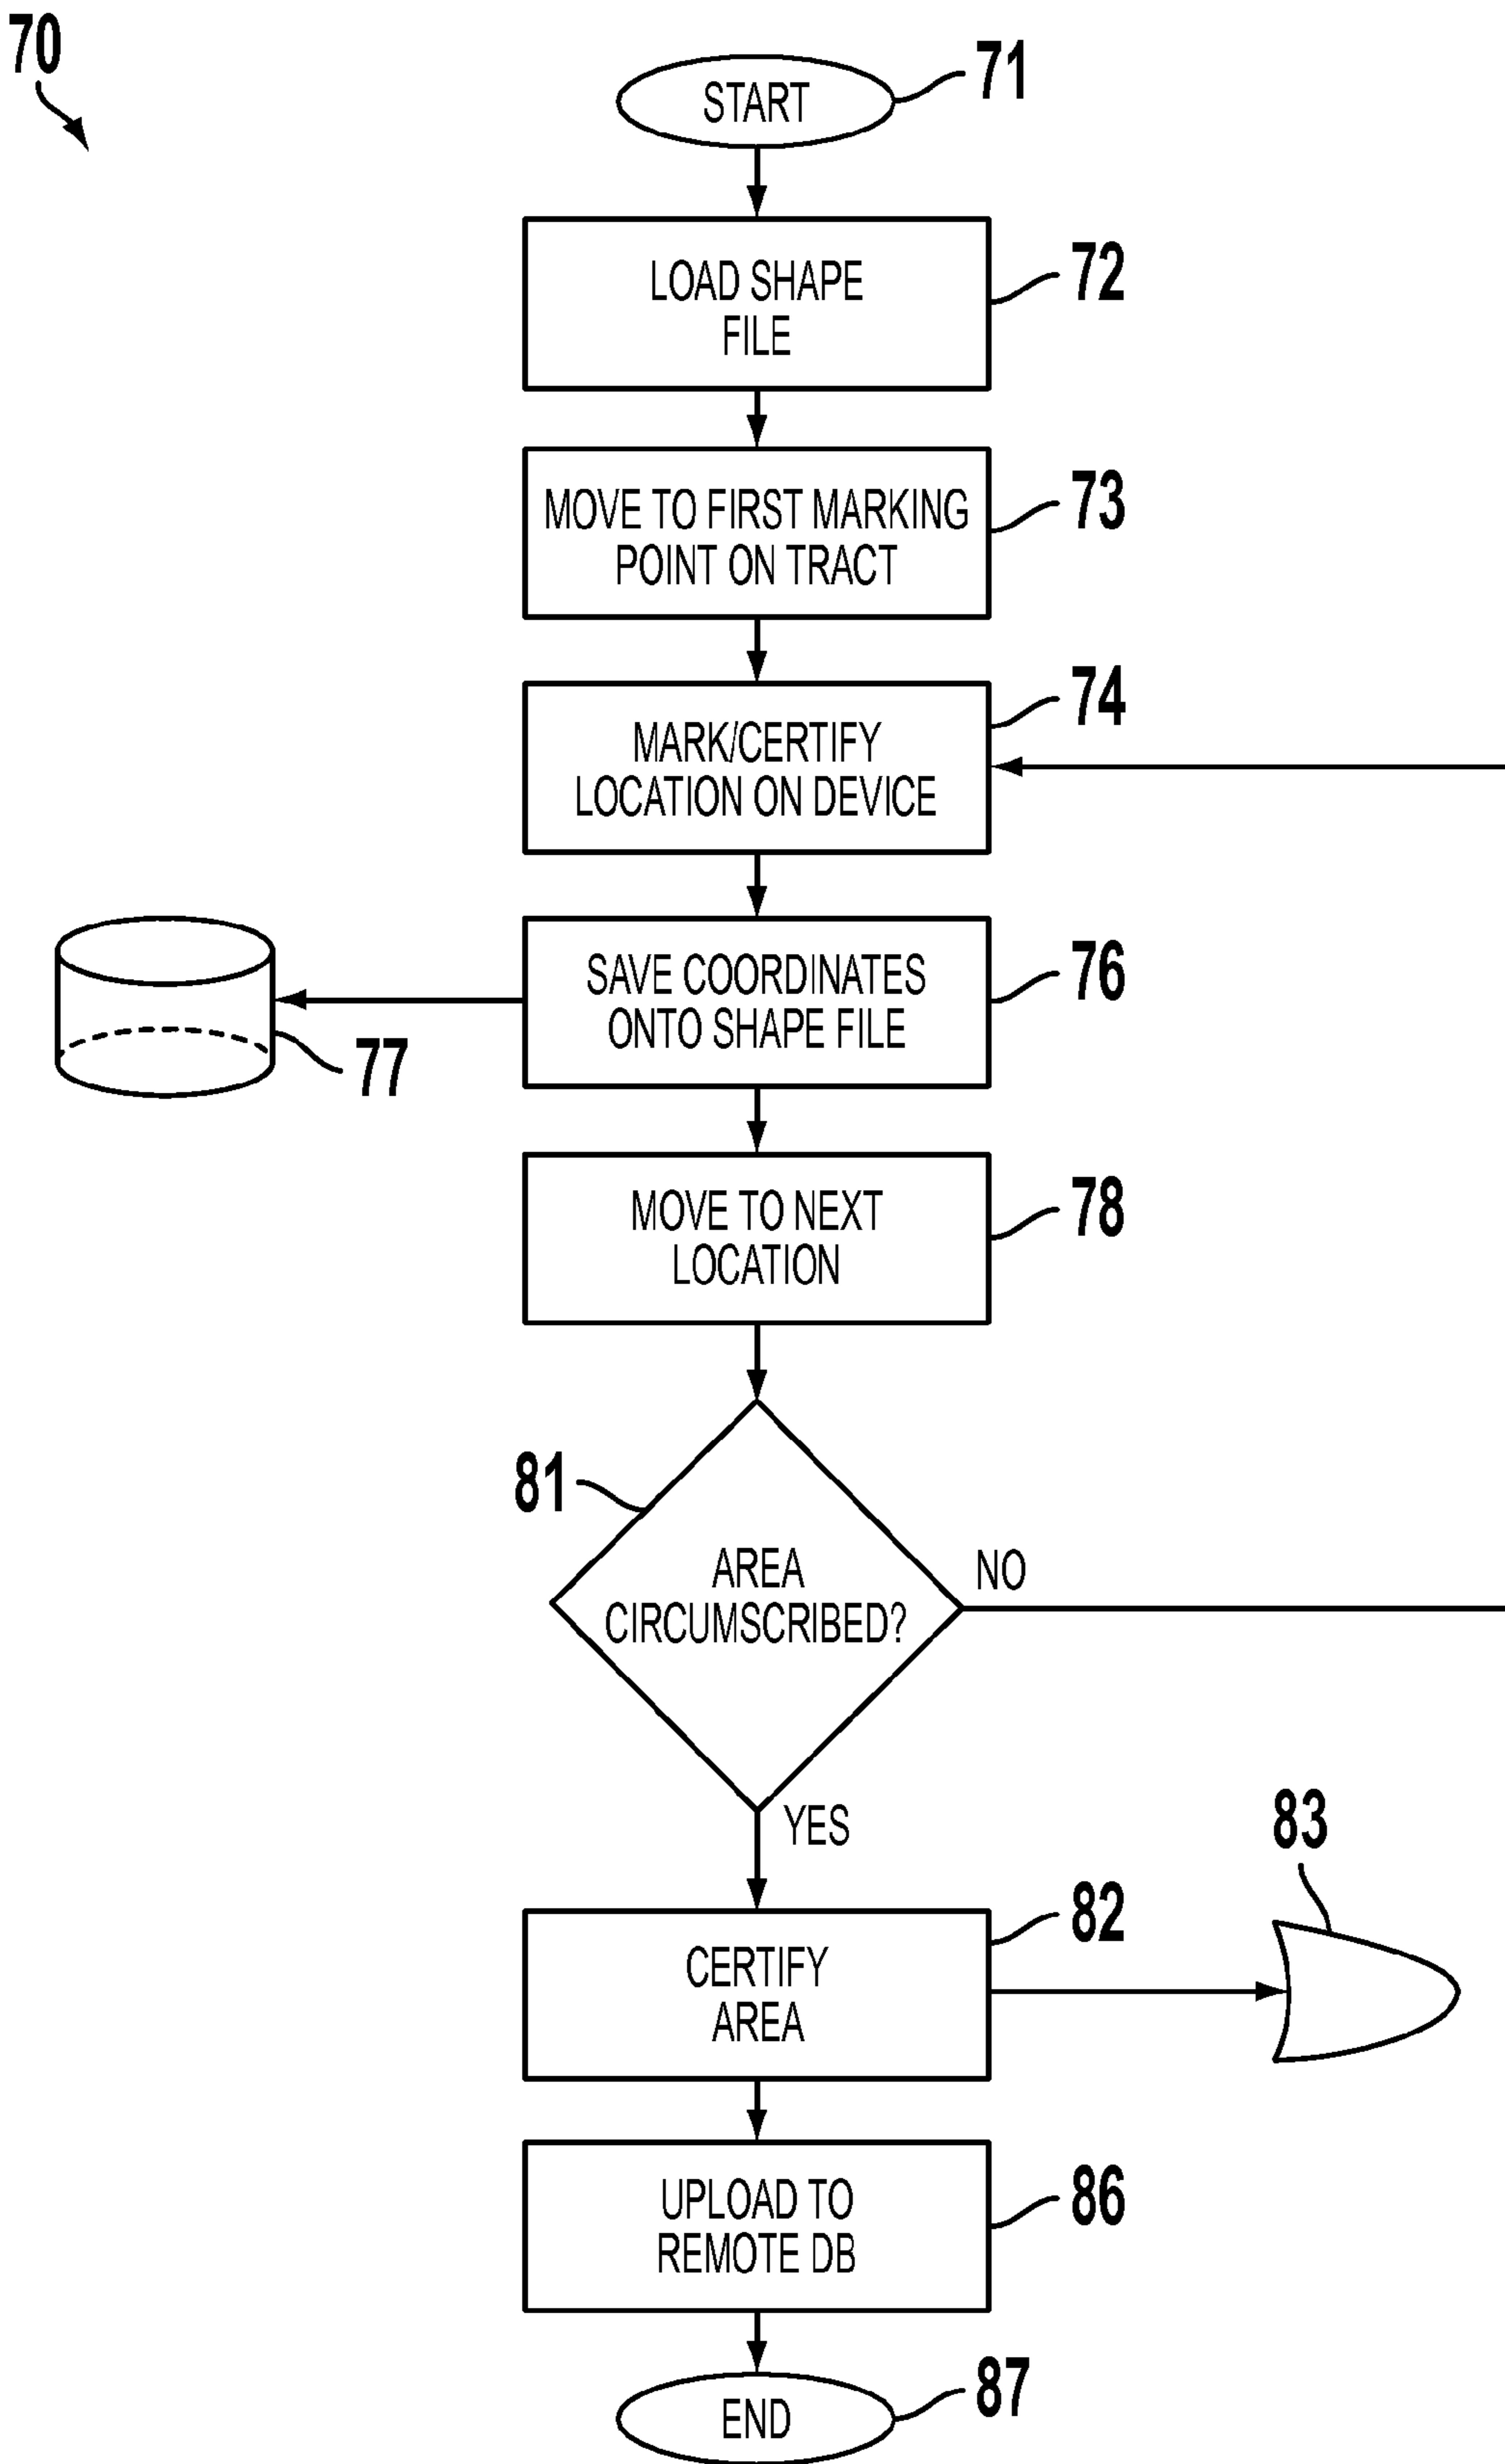 70
START
71
LOAD SHAPE
FILE
72
MOVE TO FIRST MARKING
POINT ON TRACT
73
MARK/CERTIFY
LOCATION ON DEVICE
74
SAVE COORDINATES
ONTO SHAPE FILE
76
77
MOVE TO NEXT
LOCATION
78
81
AREA
CIRCUMSCRIBED?
NO
YES
83
CERTIFY
AREA
82
UPLOAD TO
REMOTE DB
86
END
87